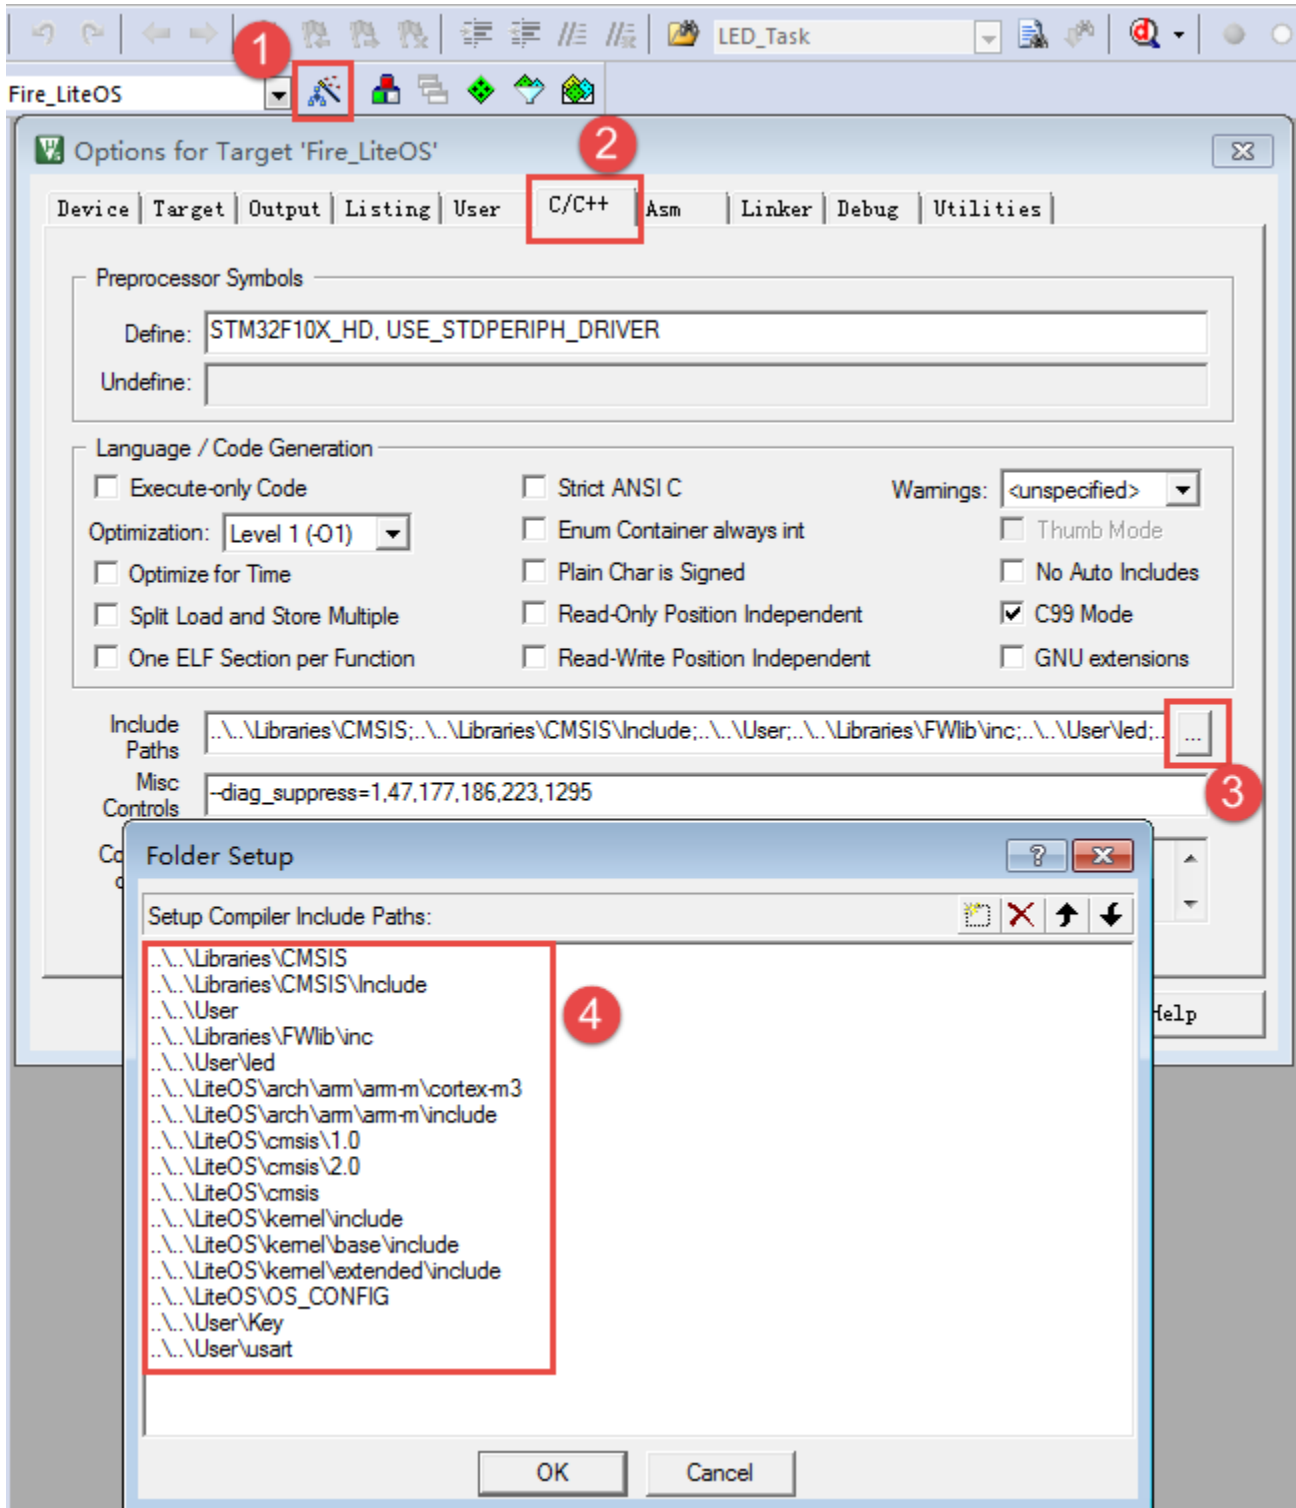 LED_Task
1
Fire_LiteOS
Options for Target 'Fire_LiteOS'
2
Device Target Output Listing User C/C++ Asm Linker Debug Utilities
Preprocessor Symbols
Define: STM32F10X_HD, USE_STDPERIPH_DRIVER
Undefine:
Language / Code Generation
Execute-only Code Strict ANSI C Warnings: <unspecified>
Optimization: Level 1 (-O1) Enum Container always int Thumb Mode
Optimize for Time Plain Char is Signed No Auto Includes
Split Load and Store Multiple Read-Only Position Independent C99 Mode
One ELF Section per Function Read-Write Position Independent GNU extensions
Include Paths ..\..\Libraries\CMSIS;..\..\Libraries\CMSIS\Include;..\..\User;..\..\Libraries\FWlib\inc;..\..\User\led;.. ...
3
Misc Controls --diag_suppress=1,47,177,186,223,1295
Co
Folder Setup
Setup Compiler Include Paths:
..\..\Libraries\CMSIS
..\..\Libraries\CMSIS\Include
..\..\User
..\..\Libraries\FWlib\inc
..\..\User\led
..\..\LiteOS\arch\arm\arm-m\cortex-m3
..\..\LiteOS\arch\arm\arm-m\include
..\..\LiteOS\cmsis\1.0
..\..\LiteOS\cmsis\2.0
..\..\LiteOS\cmsis
..\..\LiteOS\kernel\include
..\..\LiteOS\kernel\base\include
..\..\LiteOS\kernel\extended\include
..\..\LiteOS\OS_CONFIG
..\..\User\Key
..\..\User\usart
4
Help
OK Cancel